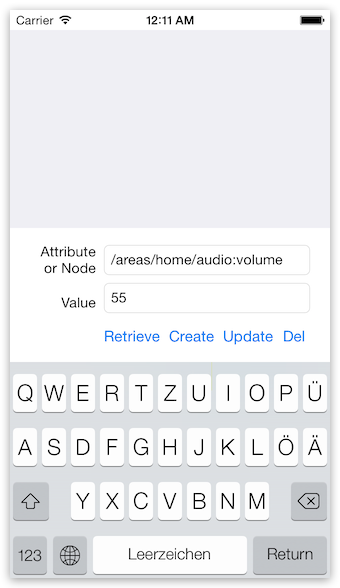 Carrier 12:11 AM
Attribute
or Node /areas/home/audio:volume
Value 55
Retrieve Create Update Del
Q W E R T Z U I O P Ü
A S D F G H J K L Ö Ä
Y X C V B N M
123 Leerzeichen Return